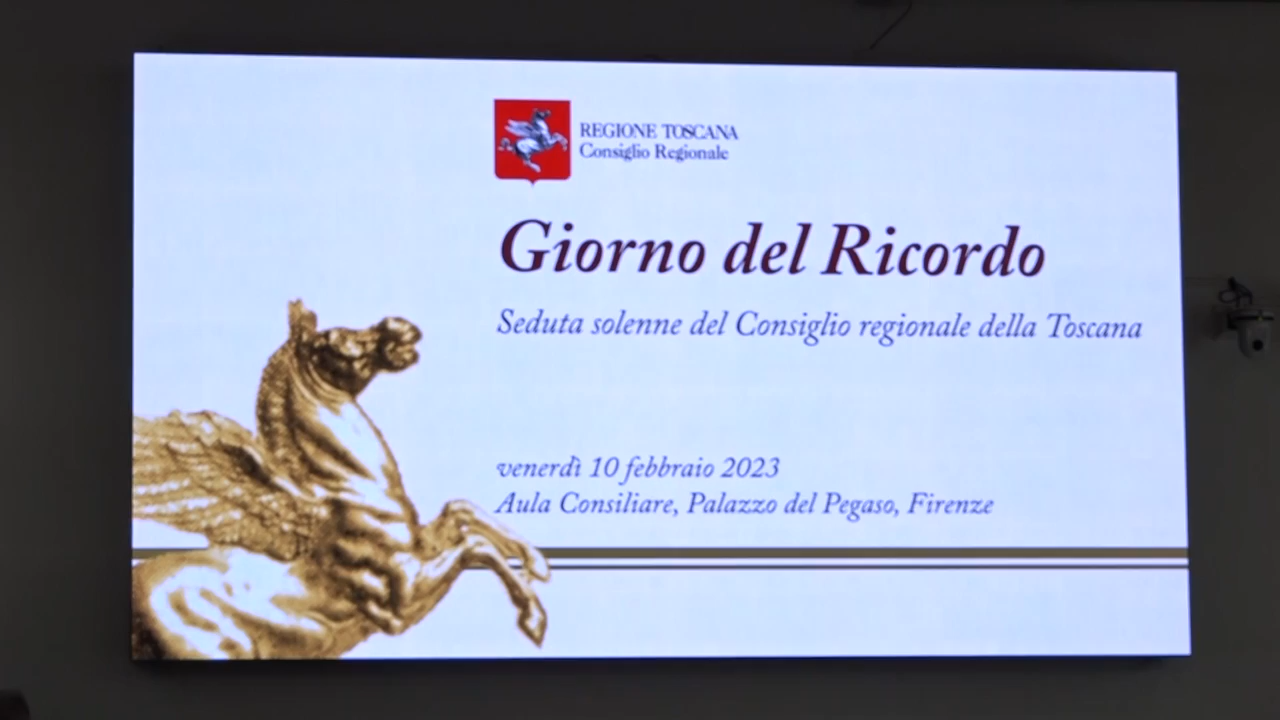 REGIONE TOSCANA
Consiglio Regionale
Giorno del Ricordo
Seduta solenne del Consiglio regionale della Toscana
venerdì 10 febbraio 2023
Aula Consiliare, Palazzo del Pegaso, Firenze